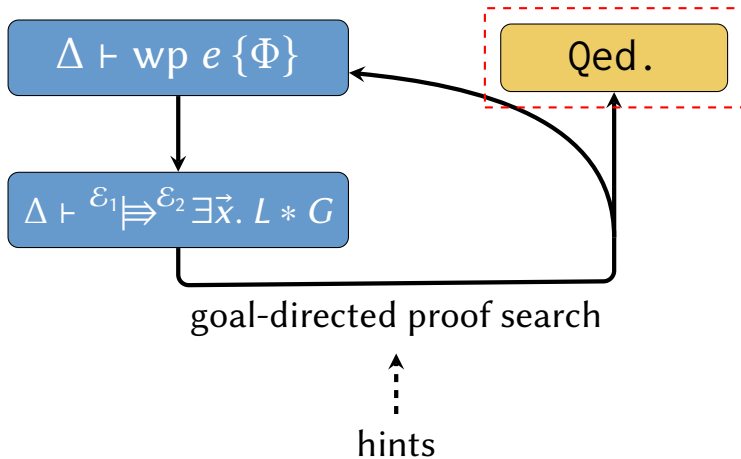 Δ ⊢ wp e {Φ}
Qed.
Δ ⊢ ℰ₁|⇛ℰ₂ ∃x⃗. L ∗ G
goal-directed proof search
hints